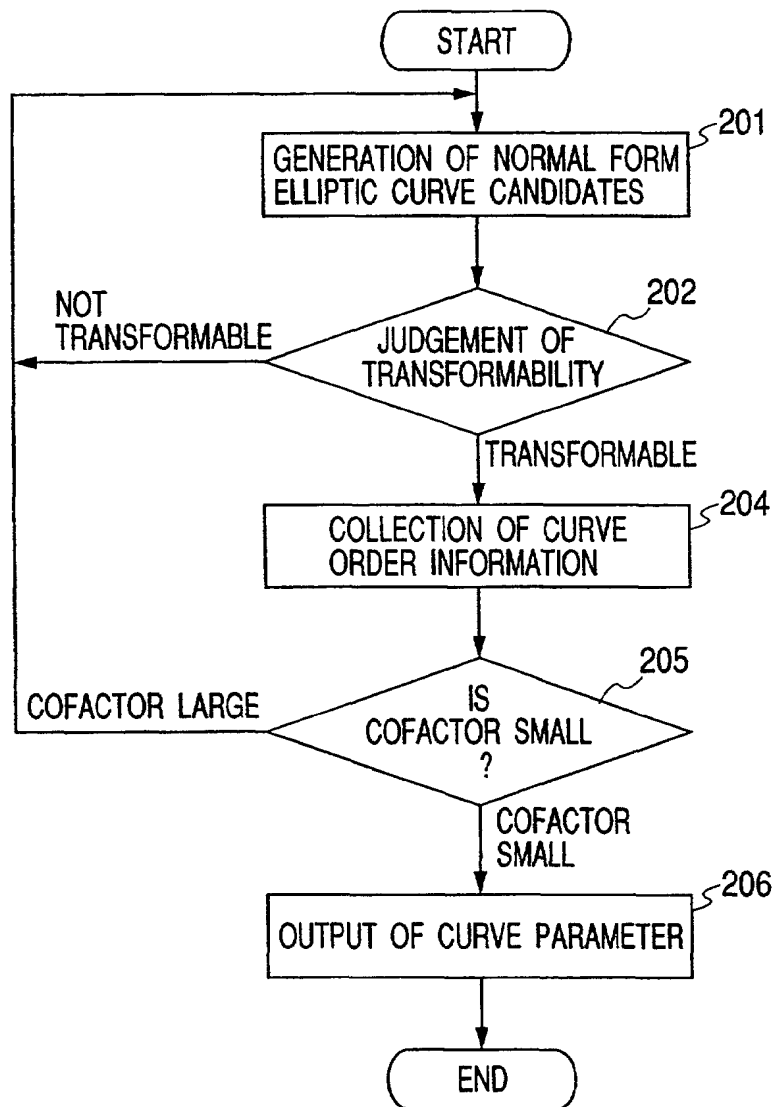 START
201
GENERATION OF NORMAL FORM
ELLIPTIC CURVE CANDIDATES
202
NOT
TRANSFORMABLE
JUDGEMENT OF
TRANSFORMABILITY
TRANSFORMABLE
204
COLLECTION OF CURVE
ORDER INFORMATION
205
COFACTOR LARGE
IS
COFACTOR SMALL
?
COFACTOR
SMALL
206
OUTPUT OF CURVE PARAMETER
END